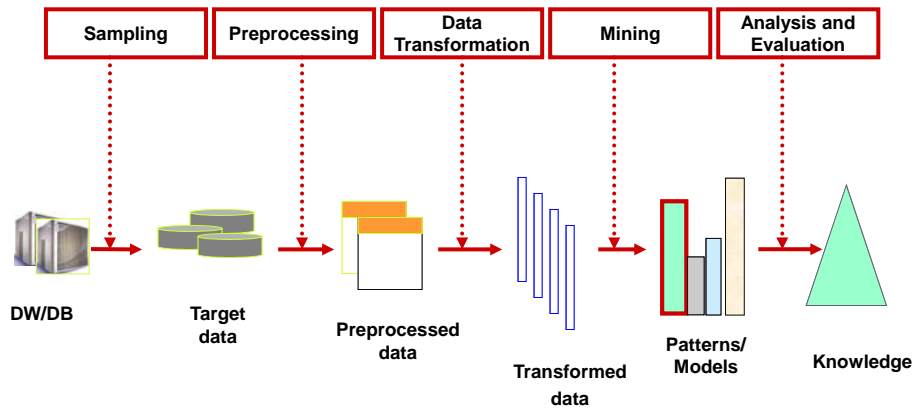 Sampling
Preprocessing
Data
Transformation
Mining
Analysis and
Evaluation
DW/DB
Target
data
Preprocessed
data
Transformed
data
Patterns/
Models
Knowledge